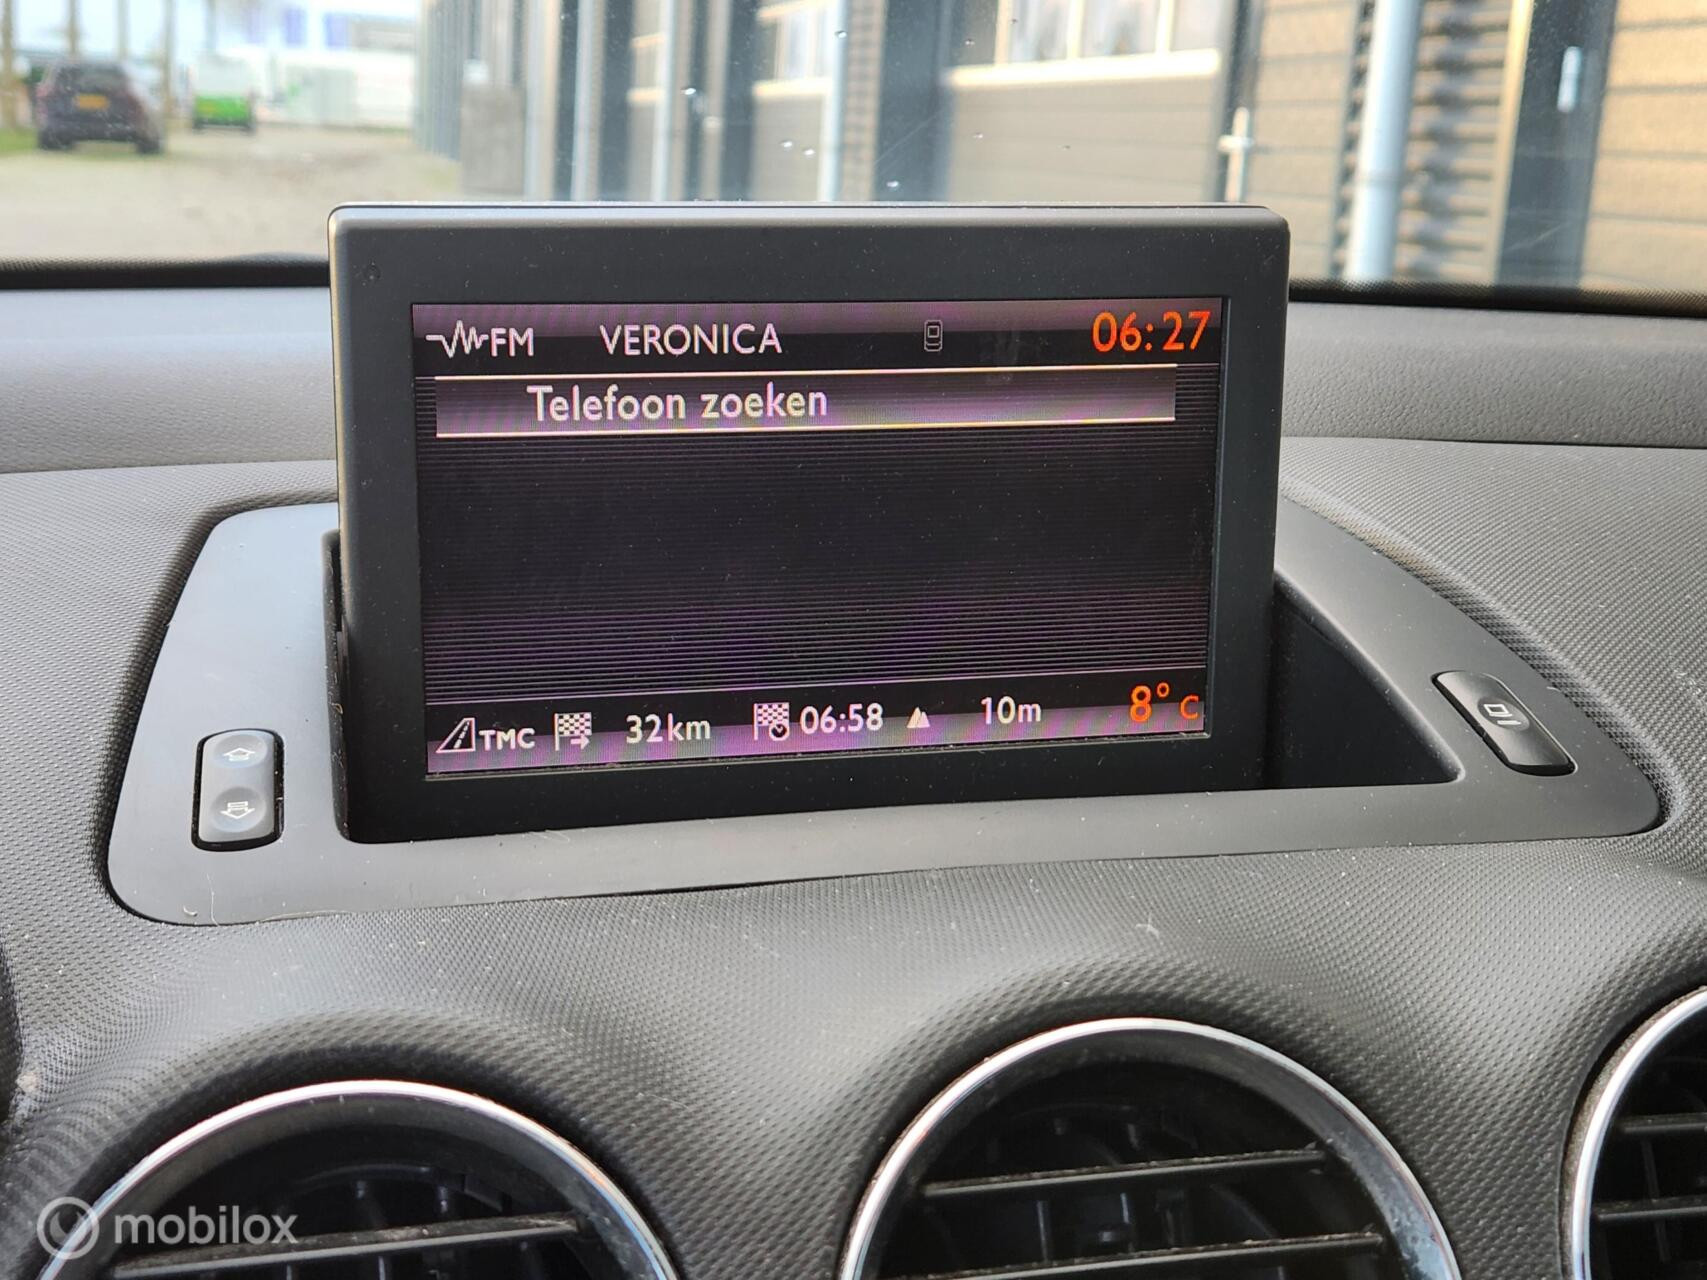 FM VERONICA 06:27
Telefoon zoeken
TMC 32km 06:58 10m 8° C
mobilox